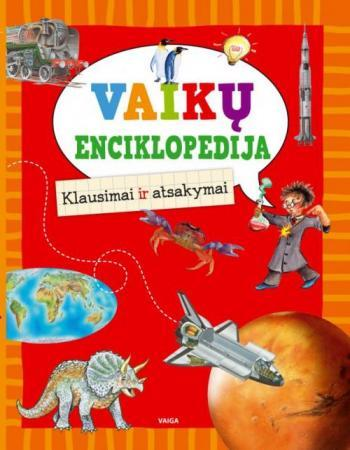 VAIKŲ
ENCIKLOPEDIJA
Klausimai ir atsakymai
VAIGA